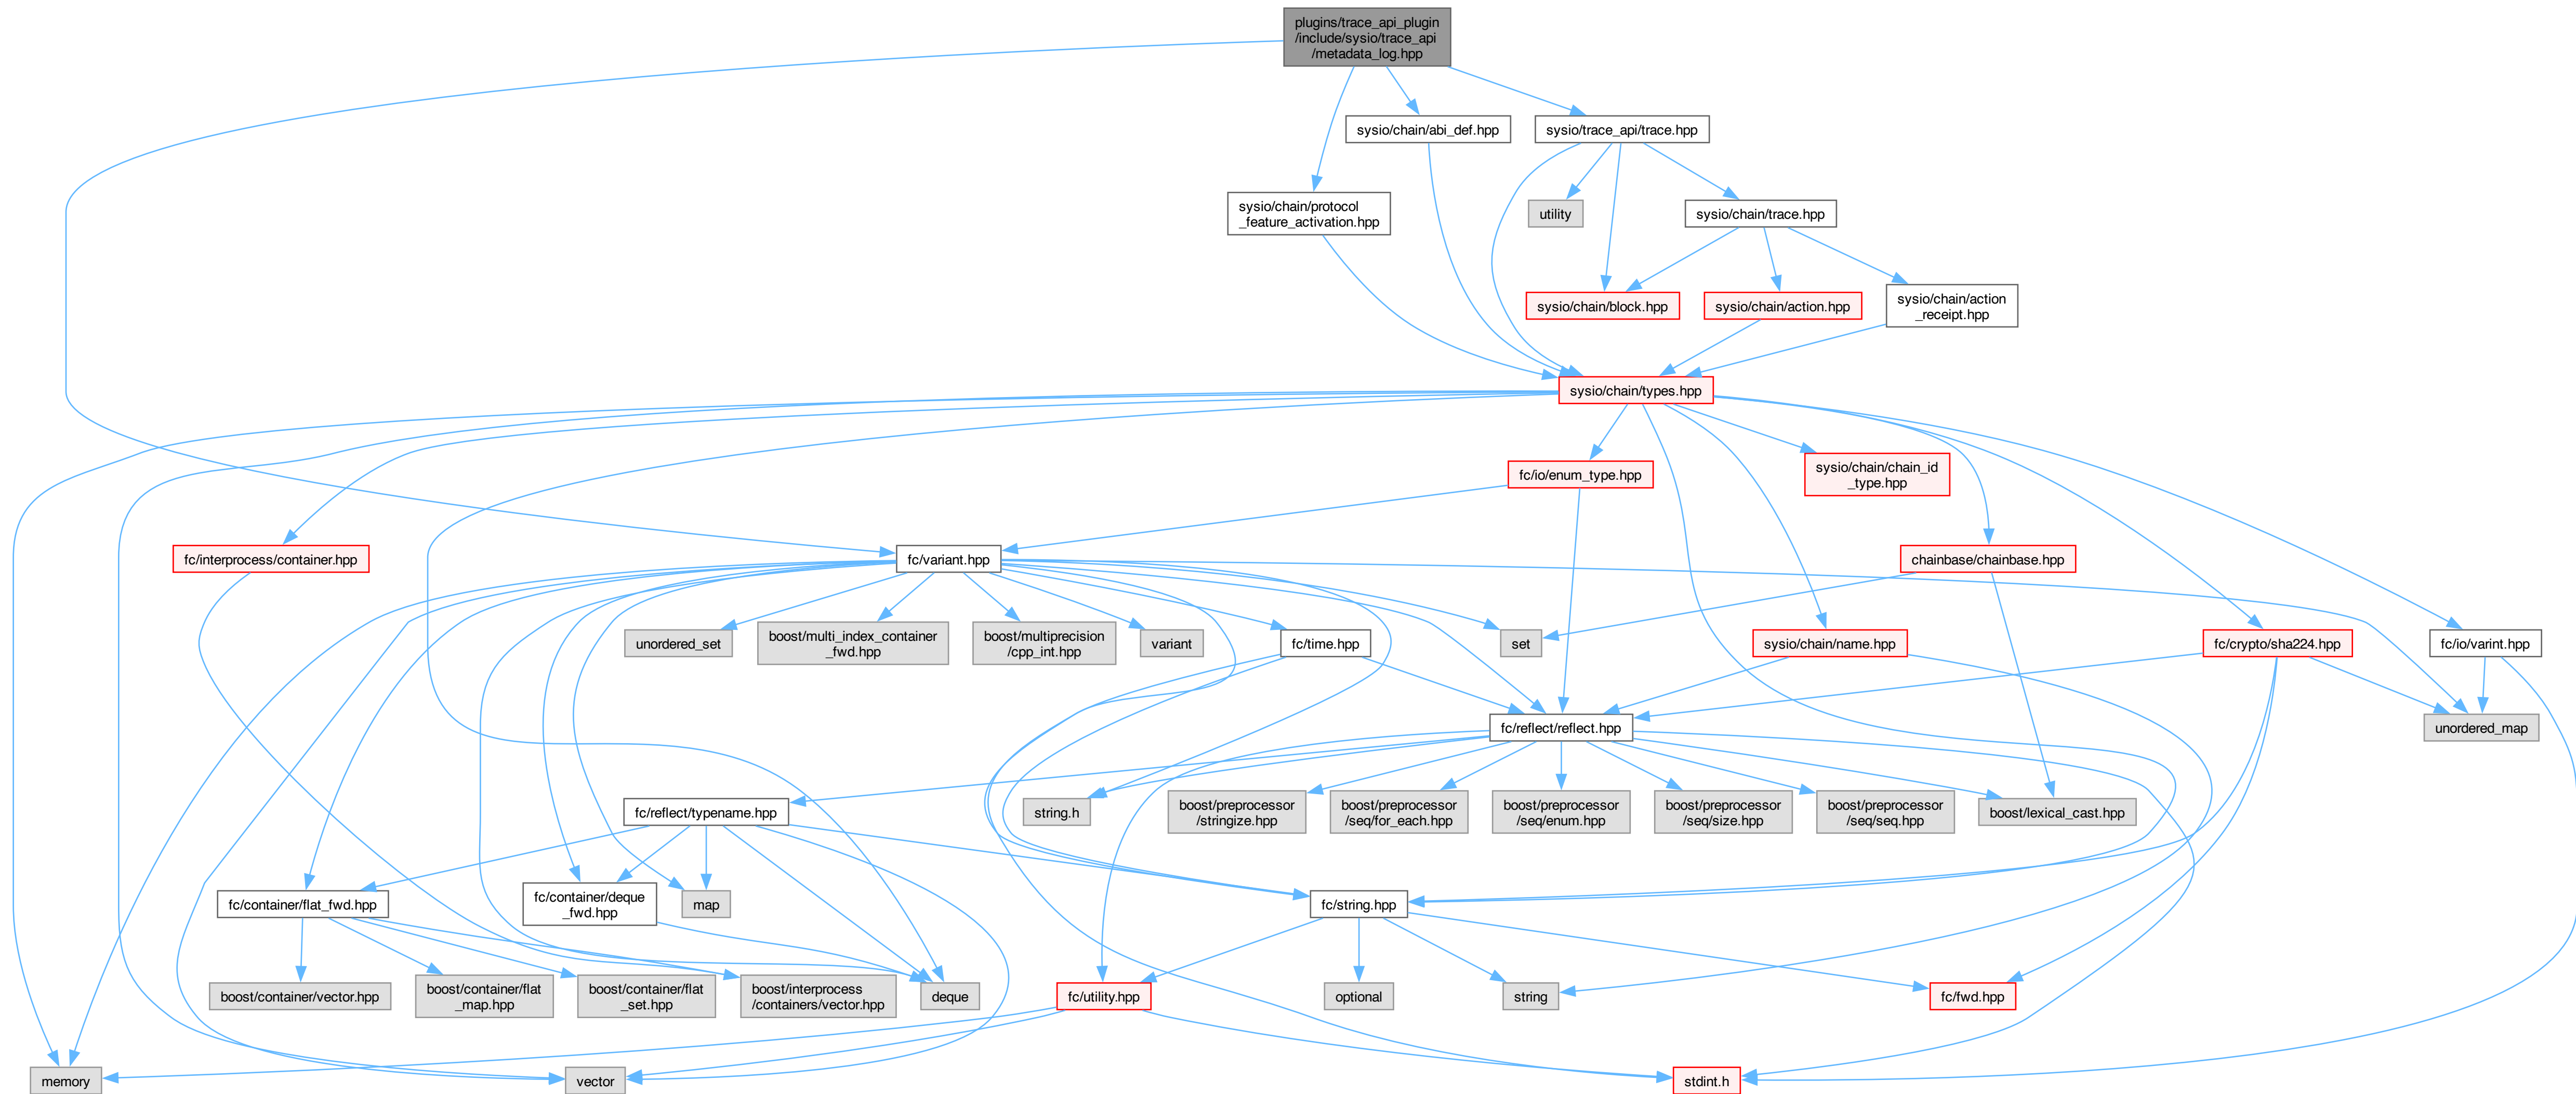 plugins/trace_api_plugin
/include/sysio/trace_api
/metadata_log.hpp
sysio/chain/abi_def.hpp
sysio/trace_api/trace.hpp
sysio/chain/protocol
_feature_activation.hpp
utility
sysio/chain/trace.hpp
sysio/chain/block.hpp
sysio/chain/action.hpp
sysio/chain/action
_receipt.hpp
sysio/chain/types.hpp
fc/io/enum_type.hpp
sysio/chain/chain_id
_type.hpp
fc/interprocess/container.hpp
fc/variant.hpp
chainbase/chainbase.hpp
unordered_set
boost/multi_index_container
_fwd.hpp
boost/multiprecision
/cpp_int.hpp
variant
fc/time.hpp
set
sysio/chain/name.hpp
fc/crypto/sha224.hpp
fc/io/varint.hpp
fc/reflect/reflect.hpp
unordered_map
fc/reflect/typename.hpp
string.h
boost/preprocessor
/stringize.hpp
boost/preprocessor
/seq/for_each.hpp
boost/preprocessor
/seq/enum.hpp
boost/preprocessor
/seq/size.hpp
boost/preprocessor
/seq/seq.hpp
boost/lexical_cast.hpp
fc/container/flat_fwd.hpp
fc/container/deque
_fwd.hpp
map
fc/string.hpp
boost/container/vector.hpp
boost/container/flat
_map.hpp
boost/container/flat
_set.hpp
boost/interprocess
/containers/vector.hpp
deque
fc/utility.hpp
optional
string
fc/fwd.hpp
memory
vector
stdint.h